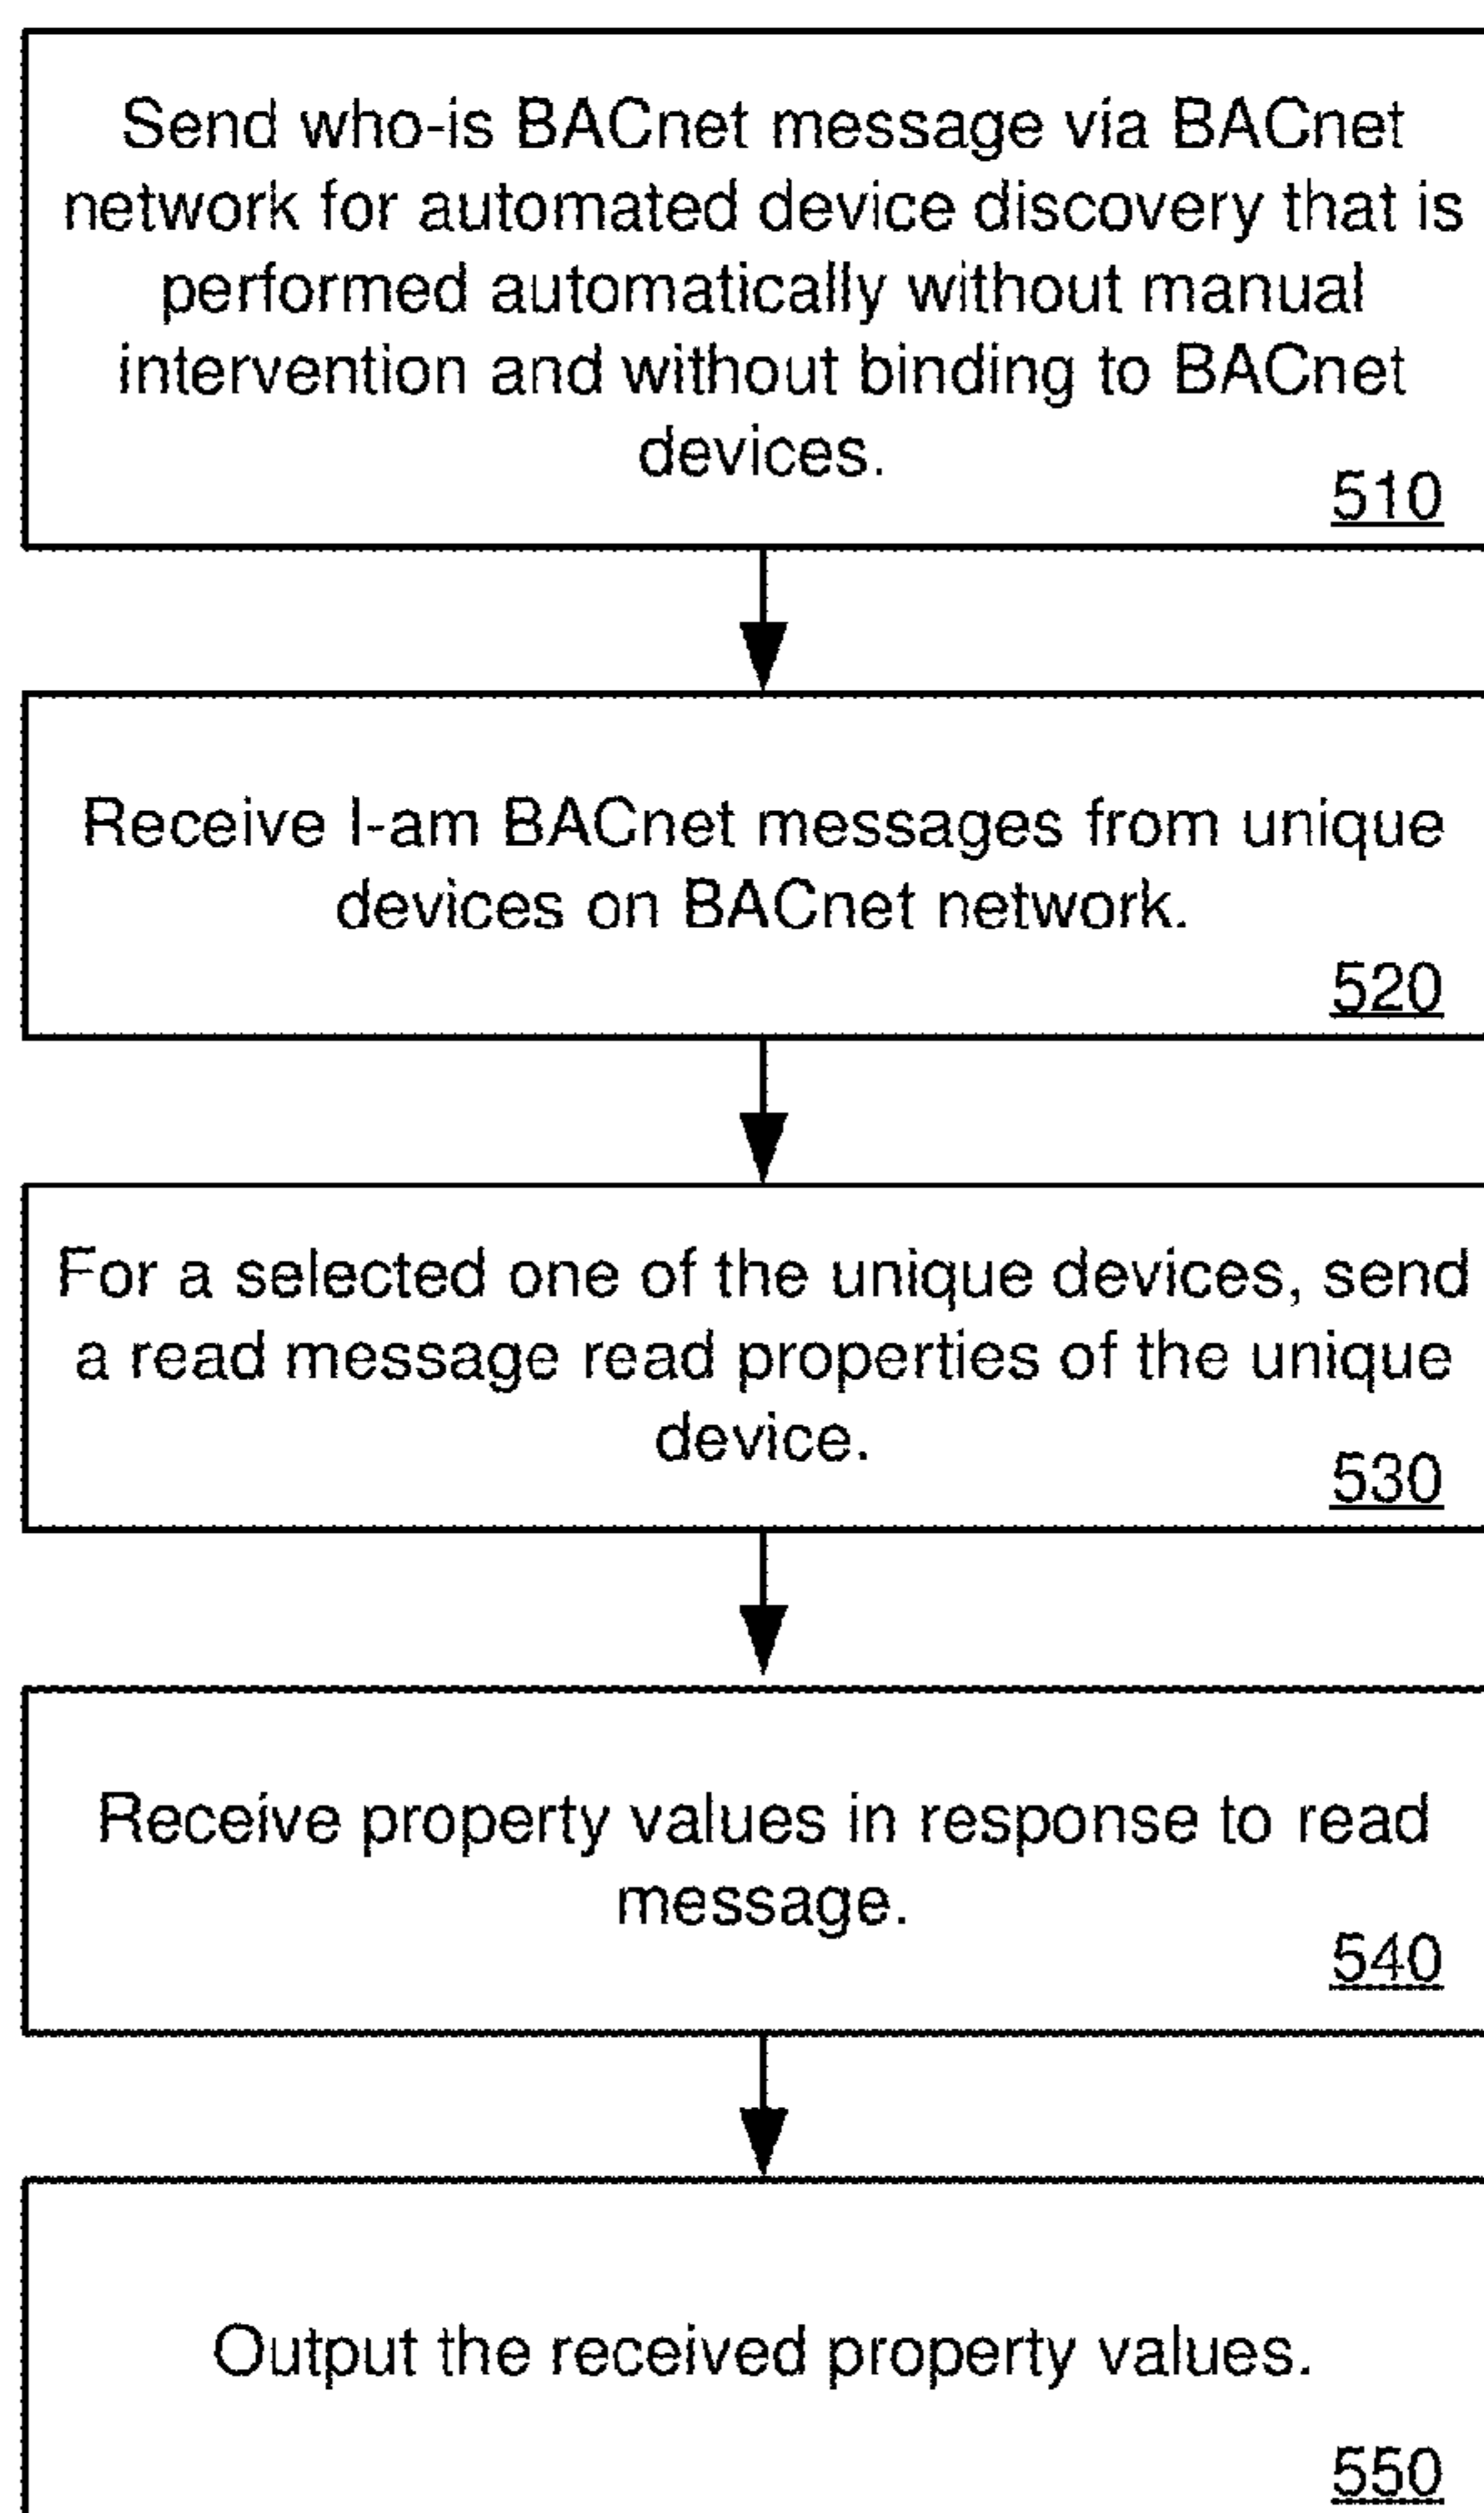 Send who-is BACnet message via BACnet
network for automated device discovery that is
performed automatically without manual
intervention and without binding to BACnet
devices.
510
Receive I-am BACnet messages from unique
devices on BACnet network.
520
For a selected one of the unique devices, send
a read message read properties of the unique
device.
530
Receive property values in response to read
message.
540
Output the received property values.
550